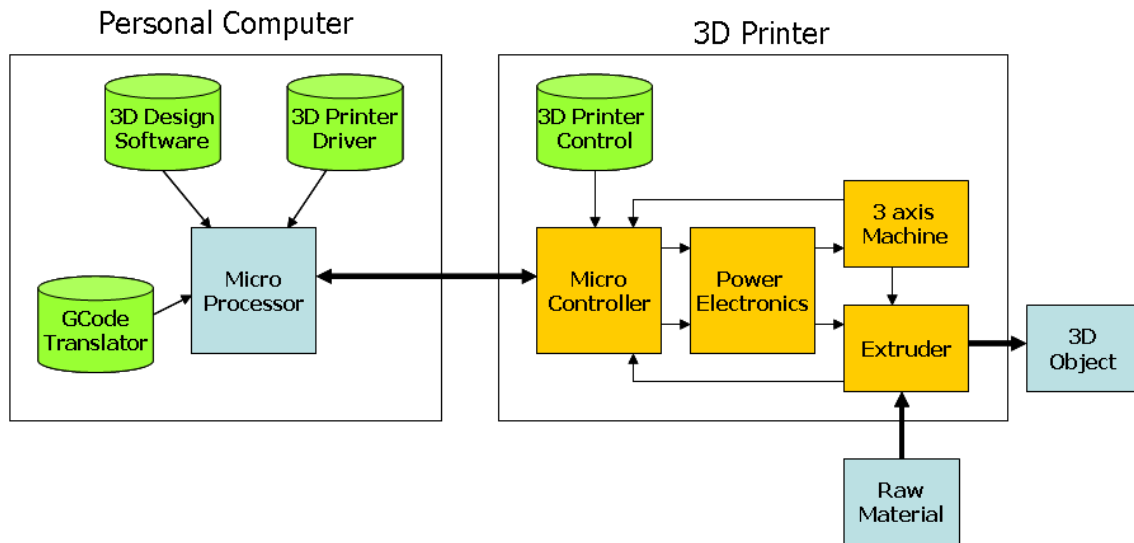 Personal Computer
3D Printer
3D Design
Software
3D Printer
Driver
3D Printer
Control
GCode
Translator
Micro
Processor
Micro
Controller
Power
Electronics
3 axis
Machine
Extruder
3D
Object
Raw
Material